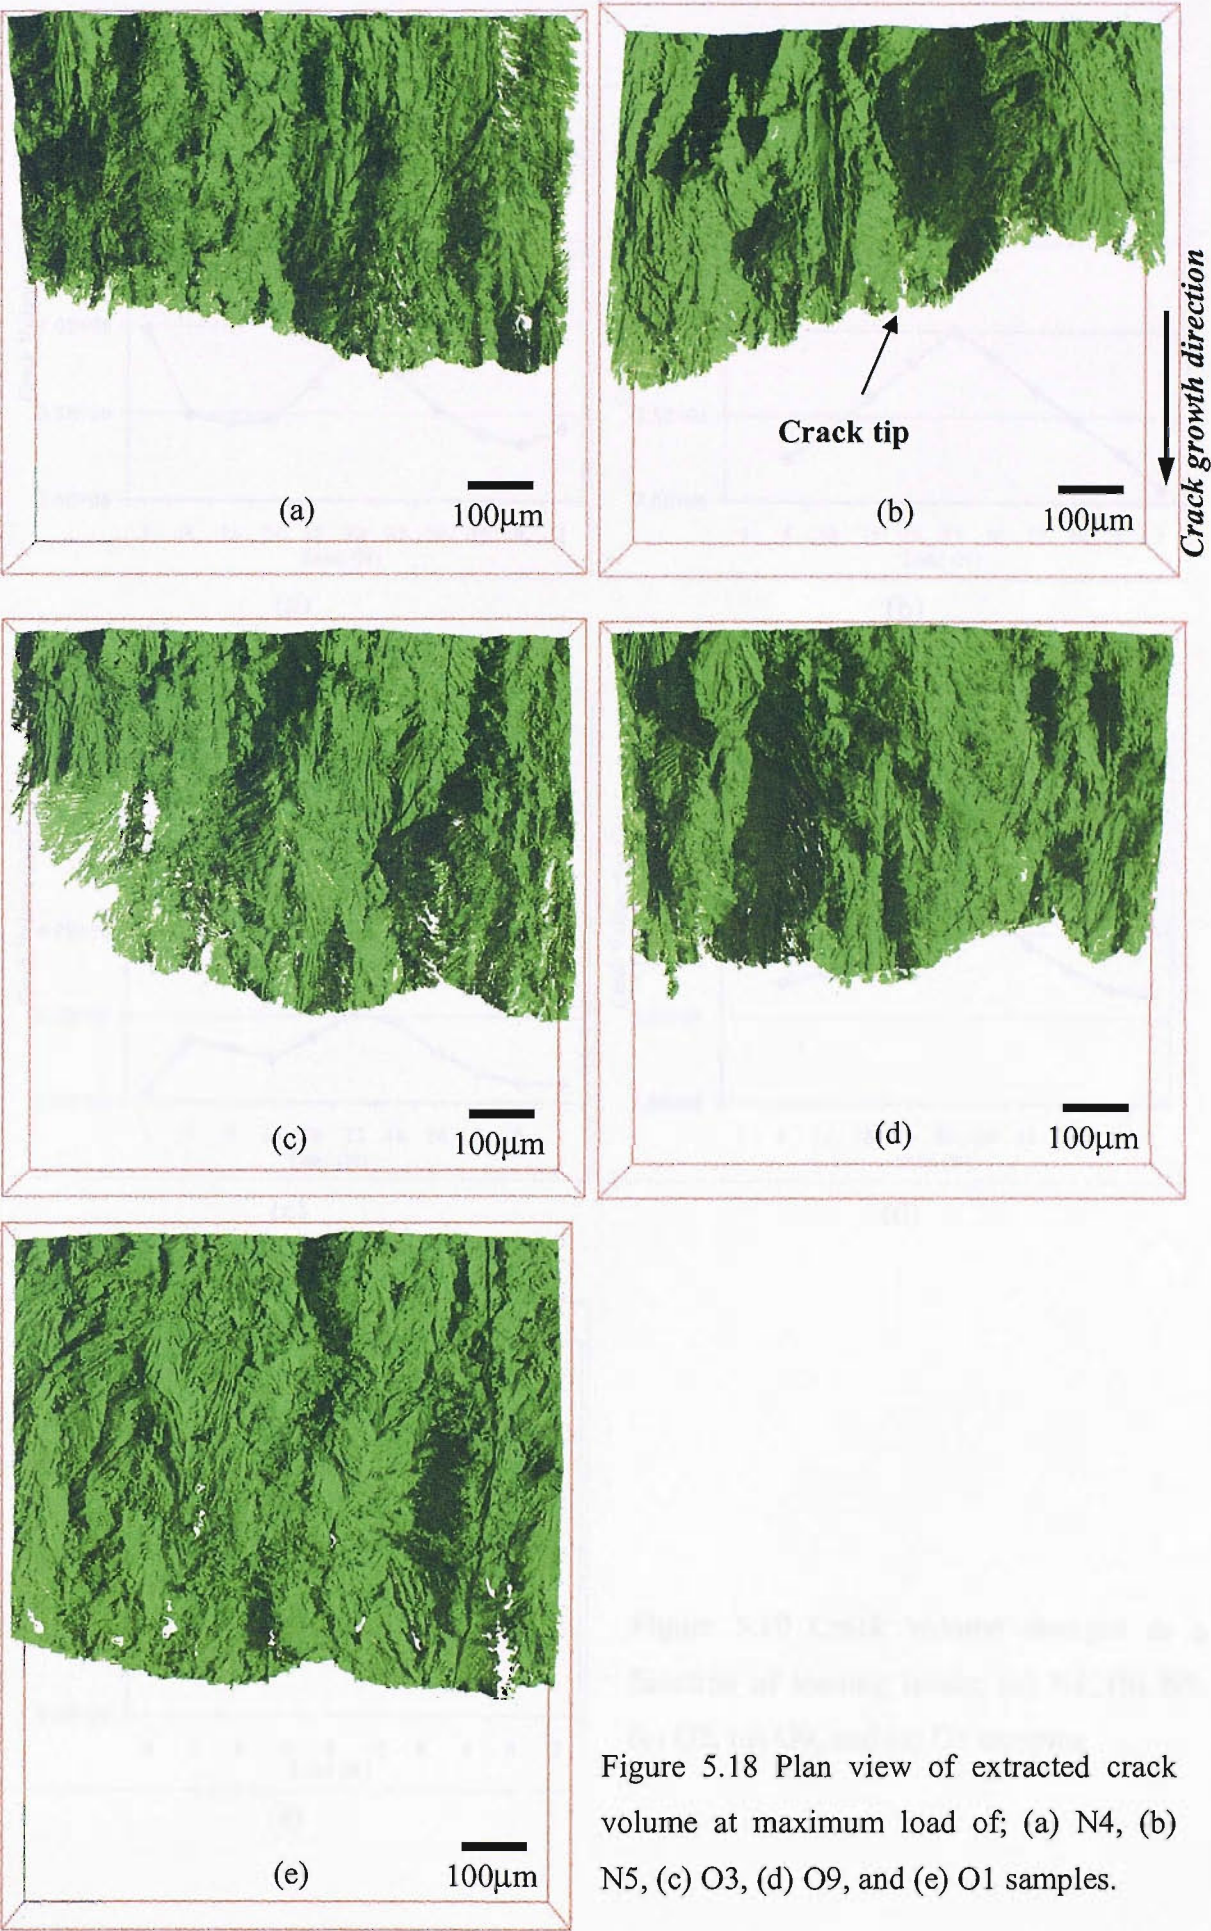 Crack tip
Crack growth direction
(a)
100μm
(b)
100μm
(c)
100μm
(d)
100μm
(e)
100μm
Figure 5.18 Plan view of extracted crack
volume at maximum load of; (a) N4, (b)
N5, (c) O3, (d) O9, and (e) O1 samples.